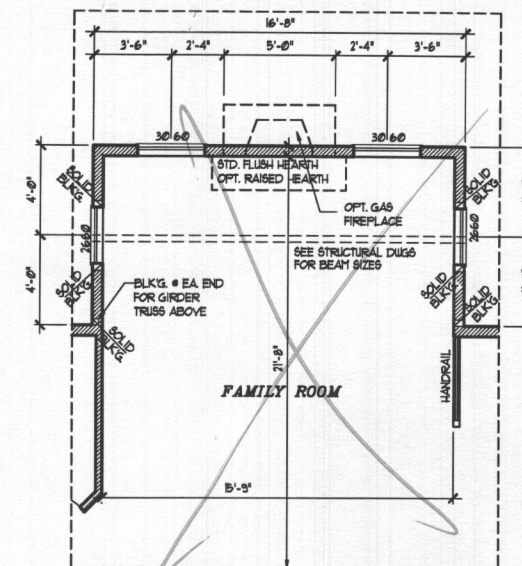 16'-8"
3'-6" 2'-4" 5'-0" 2'-4" 3'-6"
3060 3060
STD. FLUSH HEARTH
OPT. RAISED HEARTH
SOLID
BLK'G.
4'-0"
OPT. GAS
FIREPLACE
2660
2660
SEE STRUCTURAL DWGS
FOR BEAM SIZES
4'-0"
SOLID
BLK'G.
BLK'G. @ EA. END
FOR GIRDER
TRUSS ABOVE
SOLID
BLK'G.
SOLID
BLK'G.
SOLID
BLK'G.
21'-8"
HANDRAIL
FAMILY ROOM
15'-9"